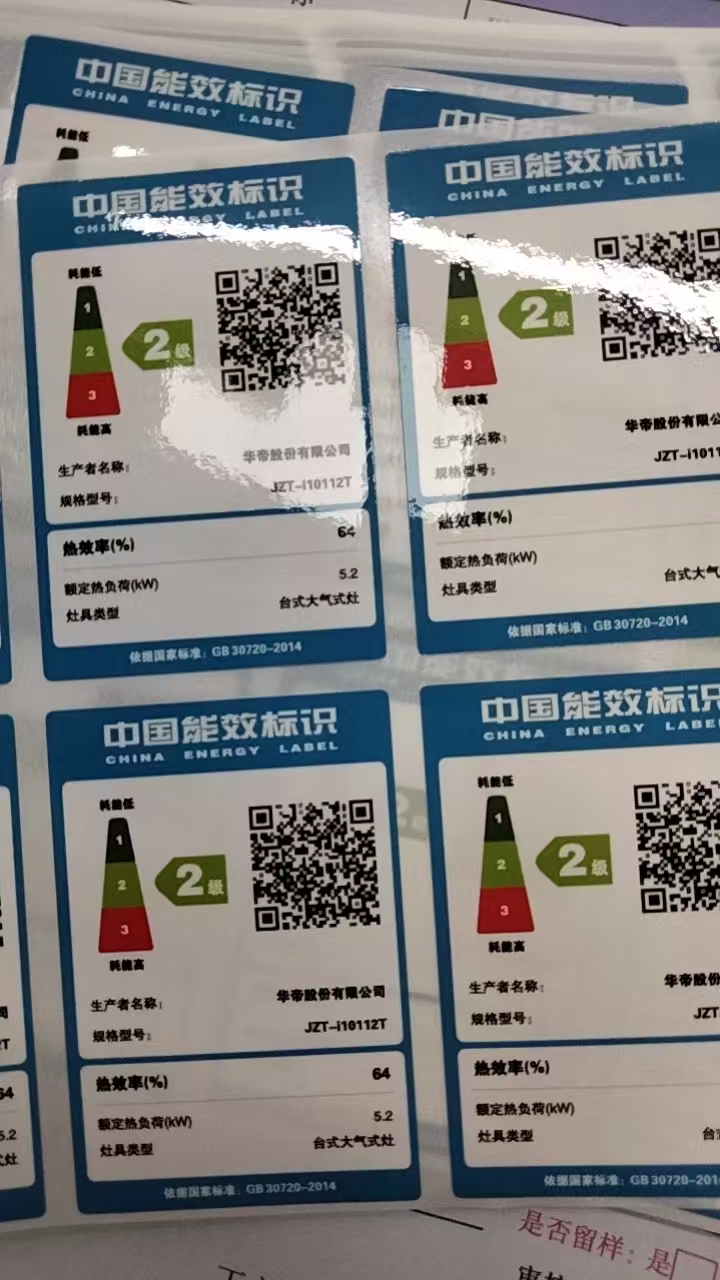 中国能效标识
CHINA ENERGY LABEL
耗能低
中国能效标识
CHINA ENERGY LABEL
耗能低
1
2
3
2级
耗能高
生产者名称:
华帝股份有限公司
规格型号:
JZT-i10112T
热效率(%)
64
额定热负荷(kW)
5.2
灶具类型
台式大气式灶
依据国家标准: GB 30720-2014
中国能效标识
CHINA ENERGY LABEL
1
2
3
2级
耗能高
生产者名称:
华帝股份有限公
规格型号:
JZT-i1011
热效率(%)
额定热负荷(kW)
灶具类型
台式大气
依据国家标准: GB 30720-2014
中国能效标识
CHINA ENERGY LABEL
耗能低
1
2
3
2级
耗能高
生产者名称:
华帝股份有限公司
规格型号:
JZT-i10112T
热效率(%)
64
额定热负荷(kW)
5.2
灶具类型
台式大气式灶
依据国家标准: GB 30720-2014
中国能效标识
CHINA ENERGY LABEL
耗能低
1
2
3
2级
耗能高
生产者名称:
华帝股份
规格型号:
JZT-
热效率(%)
额定热负荷(kW)
灶具类型
台式
依据国家标准: GB 30720-201
司
2T
64
5.2
灶
是否留样: 是